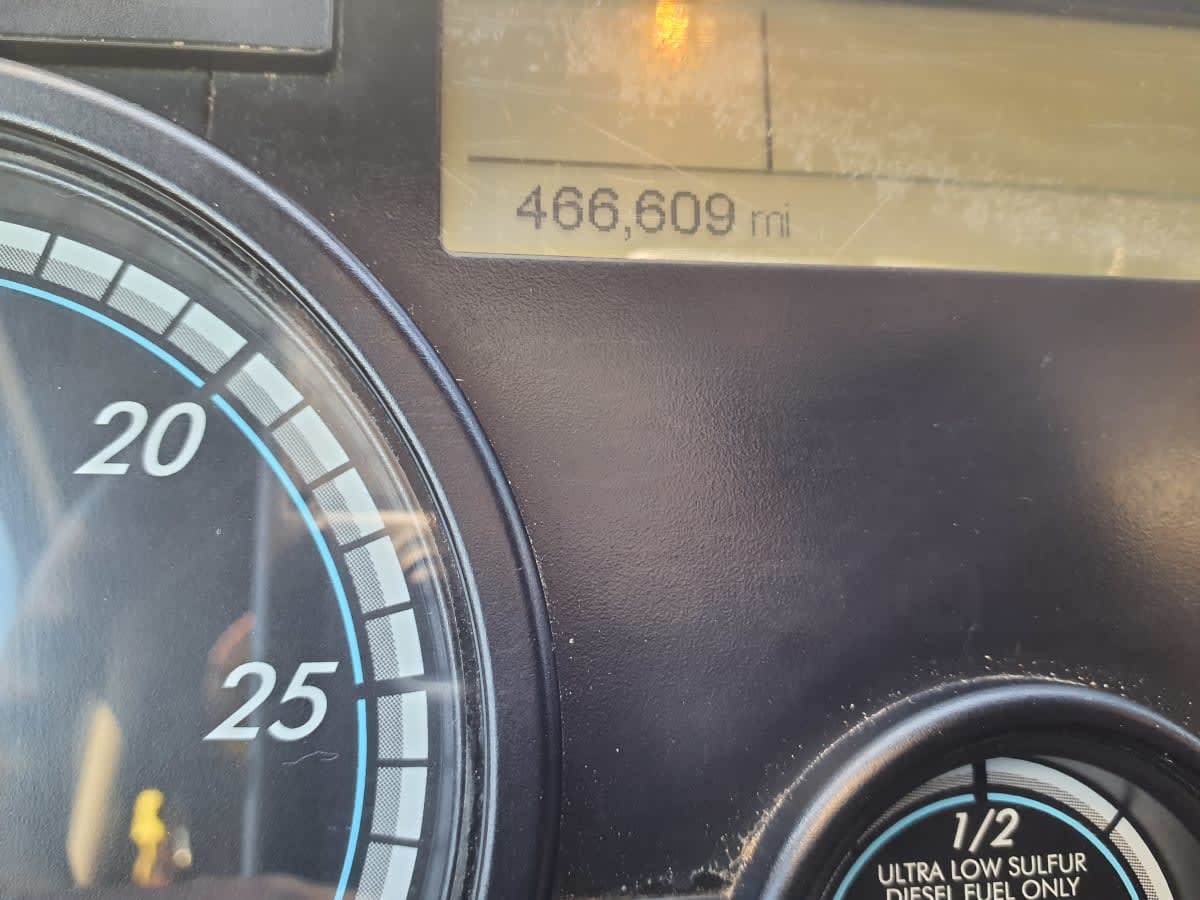 466,609 mi
20
25
1/2
ULTRA LOW SULFUR
DIESEL FUEL ONLY